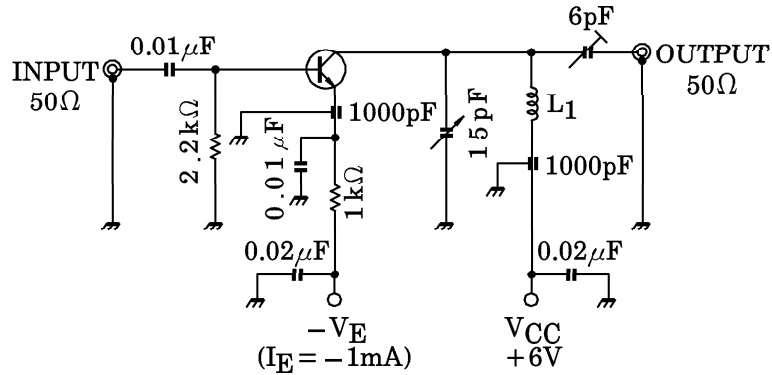 6pF
0.01μF
INPUT
50Ω
OUTPUT
50Ω
1000pF
L1
15pF
2.2kΩ
0.01μF
1kΩ
1000pF
0.02μF
0.02μF
−VE
(IE = −1mA)
VCC
+6V